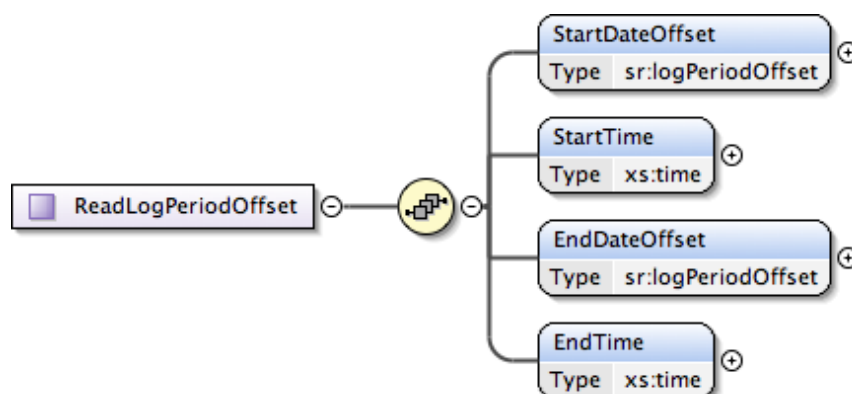 StartDateOffset
Type sr:logPeriodOffset
StartTime
Type xs:time
ReadLogPeriodOffset
EndDateOffset
Type sr:logPeriodOffset
EndTime
Type xs:time